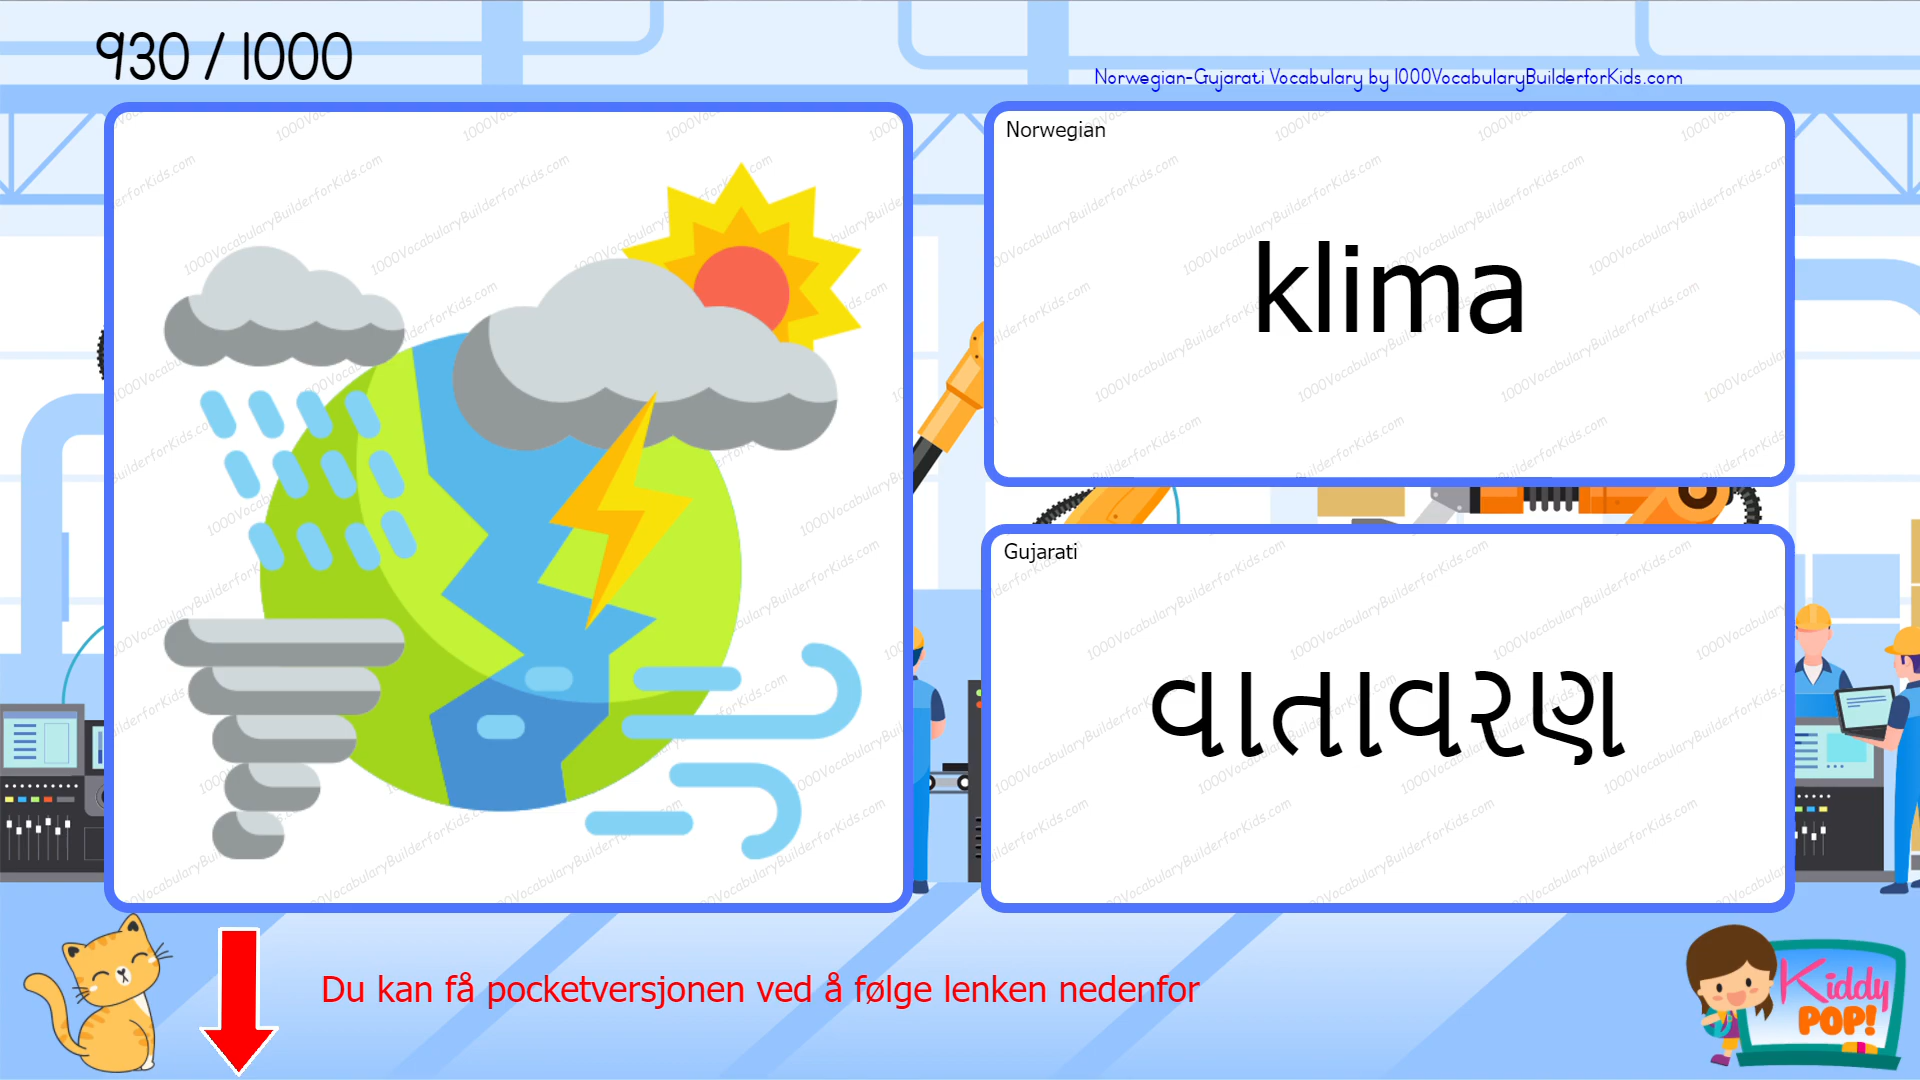 930 / 1000
Norwegian-Gujarati Vocabulary by 1000VocabularyBuilderforKids.com
Norwegian
klima
Gujarati
વાતાવરણ
Du kan få pocketversjonen ved å følge lenken nedenfor
Kiddy
POP!